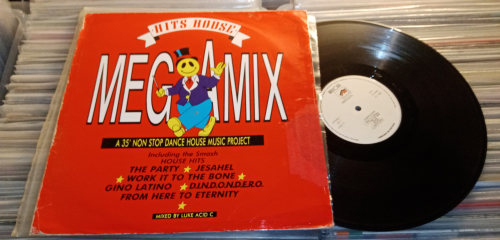 HITS HOUSE
MEGAMIX
A 35' NON STOP DANCE HOUSE MUSIC PROJECT
Including the Smash
HOUSE HITS
THE PARTY ★ JESAHEL
★ WORK IT TO THE BONE ★
GINO LATINO ★ D.I.N.D.O.N.D.E.R.O.
FROM HERE TO ETERNITY
★
MIXED BY LUKE ACID C.